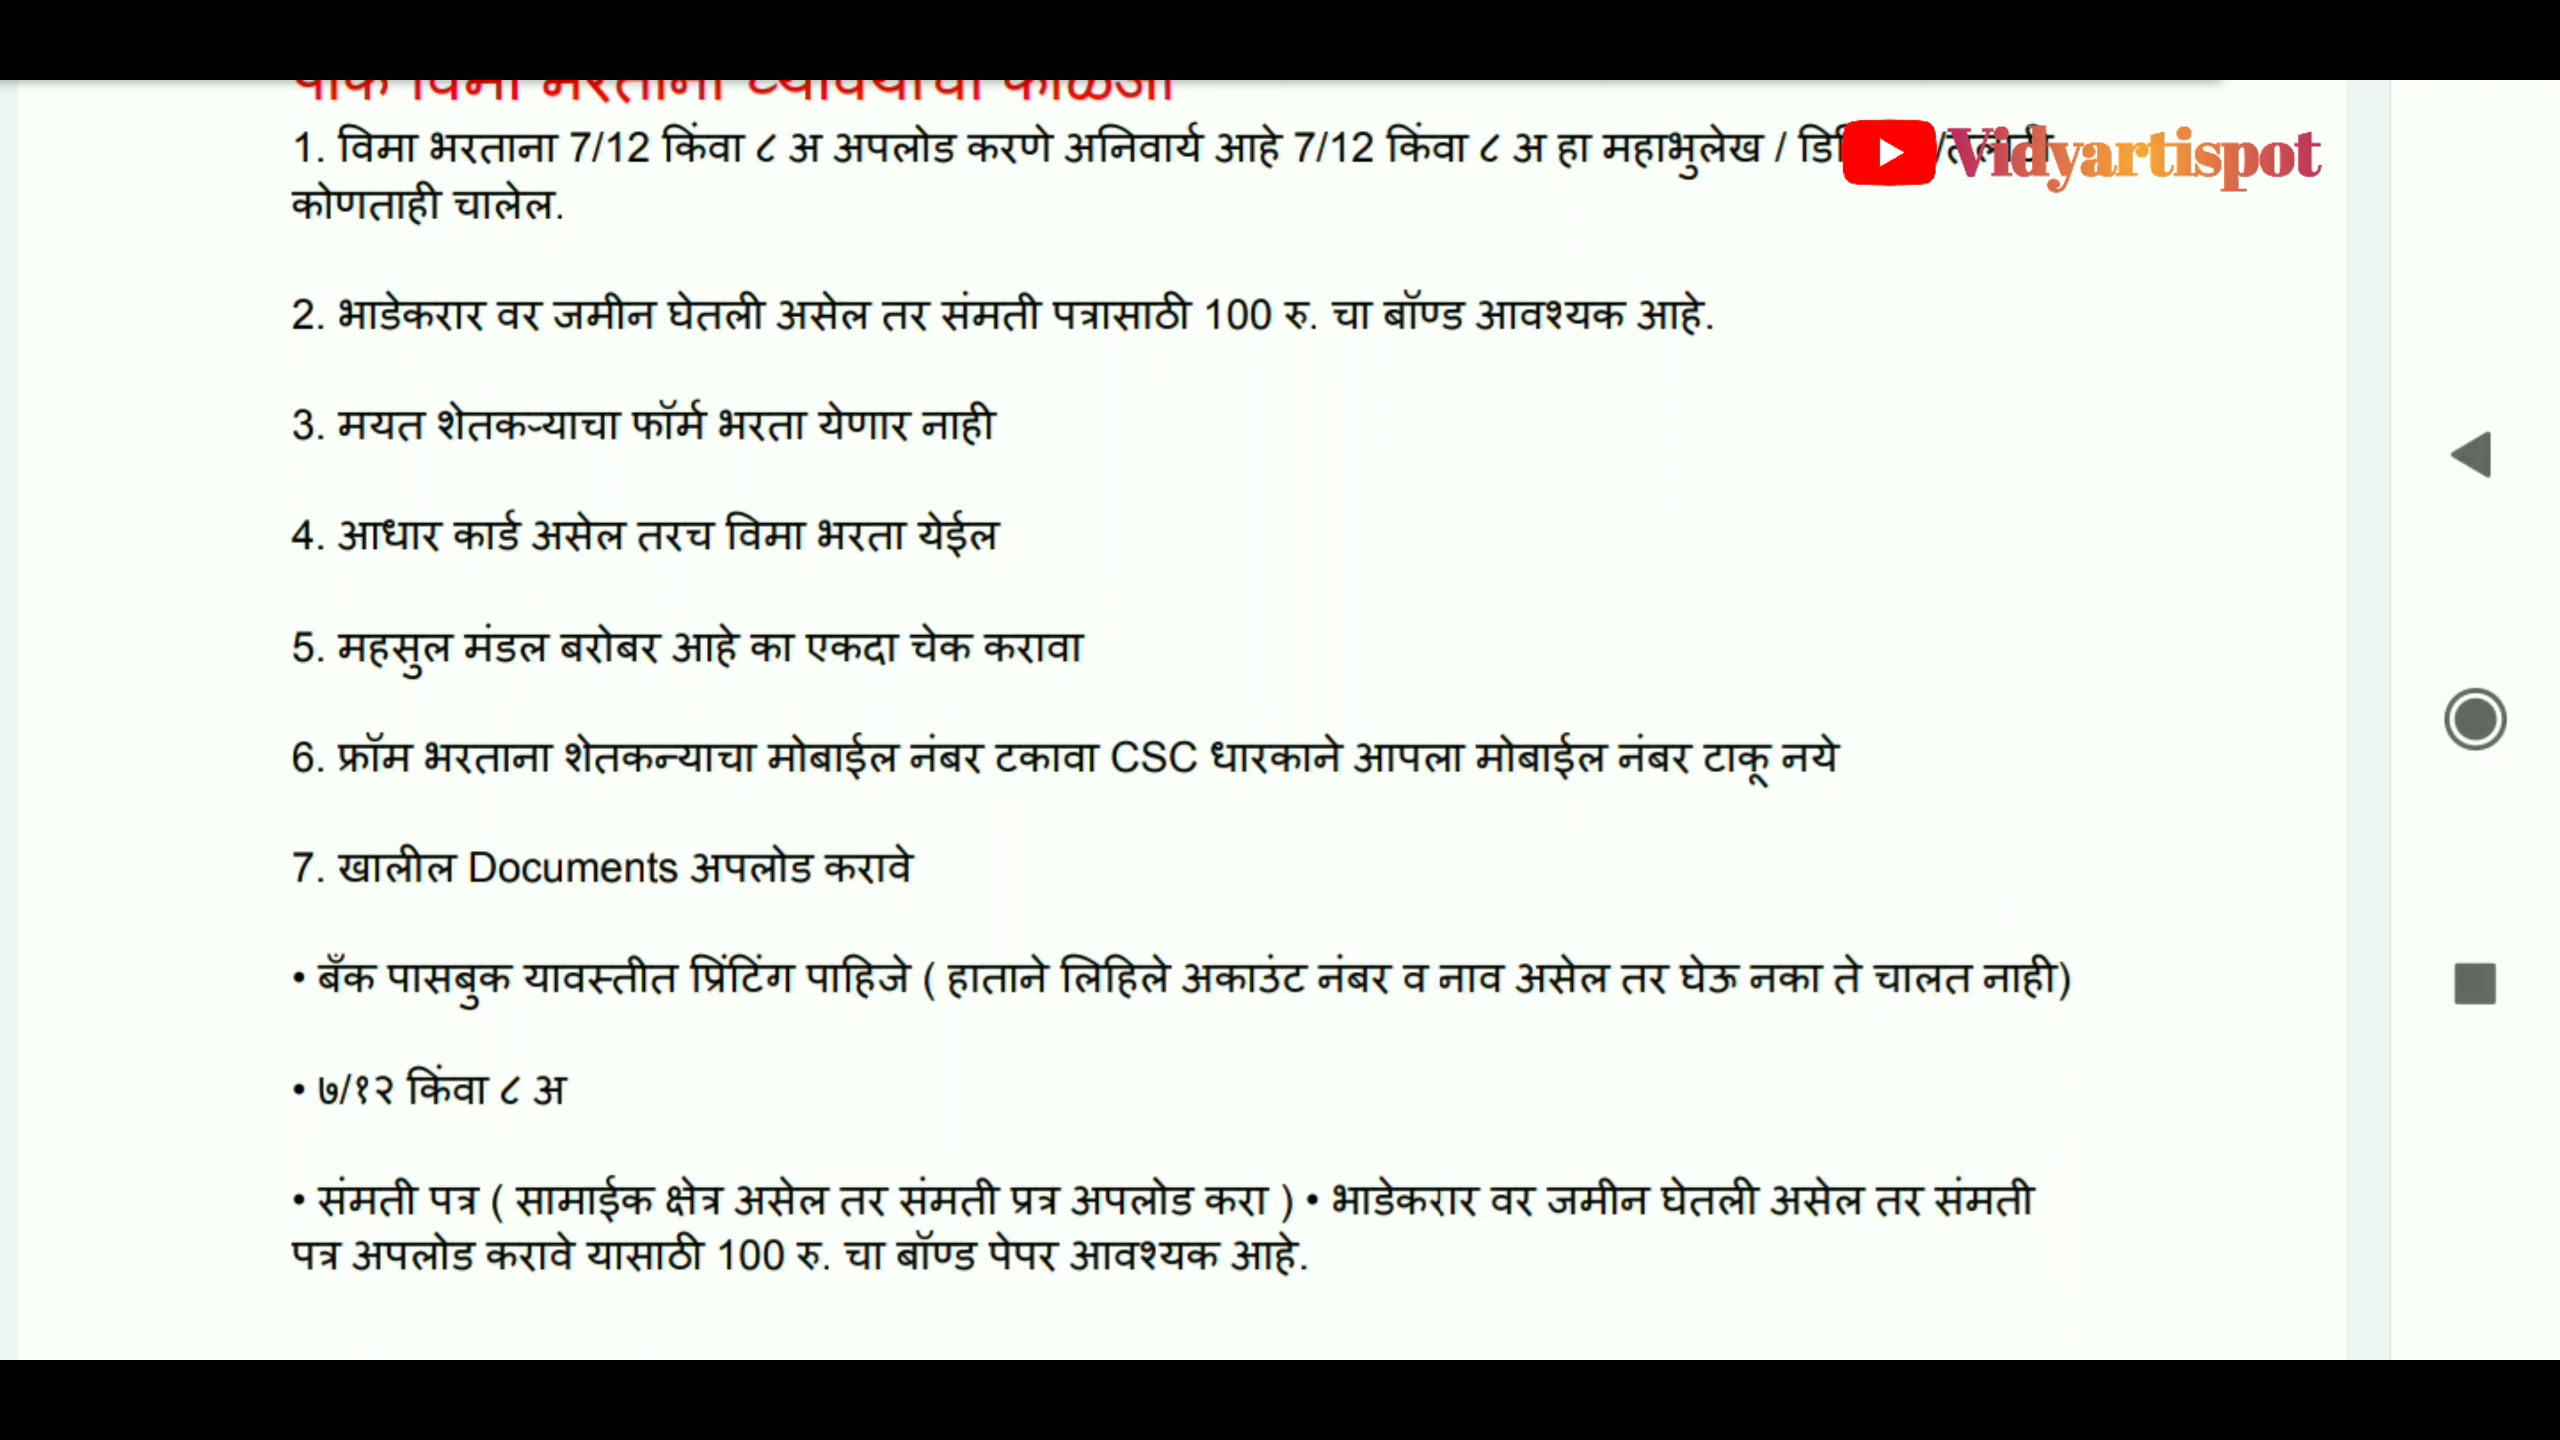 पीक विमा भरताना घ्यावयाची काळजी
1. विमा भरताना 7/12 किंवा ८ अ अपलोड करणे अनिवार्य आहे 7/12 किंवा ८ अ हा महाभुलेख /
Vidyartispot
कोणताही चालेल.
2. भाडेकरार वर जमीन घेतली असेल तर संमती पत्रासाठी 100 रु. चा बॉण्ड आवश्यक आहे.
3. मयत शेतकऱ्याचा फॉर्म भरता येणार नाही
4. आधार कार्ड असेल तरच विमा भरता येईल
5. महसुल मंडल बरोबर आहे का एकदा चेक करावा
6. फ्रॉम भरताना शेतकन्याचा मोबाईल नंबर टकावा CSC धारकाने आपला मोबाईल नंबर टाकू नये
7. खालील Documents अपलोड करावे
• बँक पासबुक यावस्तीत प्रिंटिंग पाहिजे ( हाताने लिहिले अकाउंट नंबर व नाव असेल तर घेऊ नका ते चालत नाही)
• ७/१२ किंवा ८ अ
• संमती पत्र ( सामाईक क्षेत्र असेल तर संमती प्रत्र अपलोड करा ) • भाडेकरार वर जमीन घेतली असेल तर संमती
पत्र अपलोड करावे यासाठी 100 रु. चा बॉण्ड पेपर आवश्यक आहे.